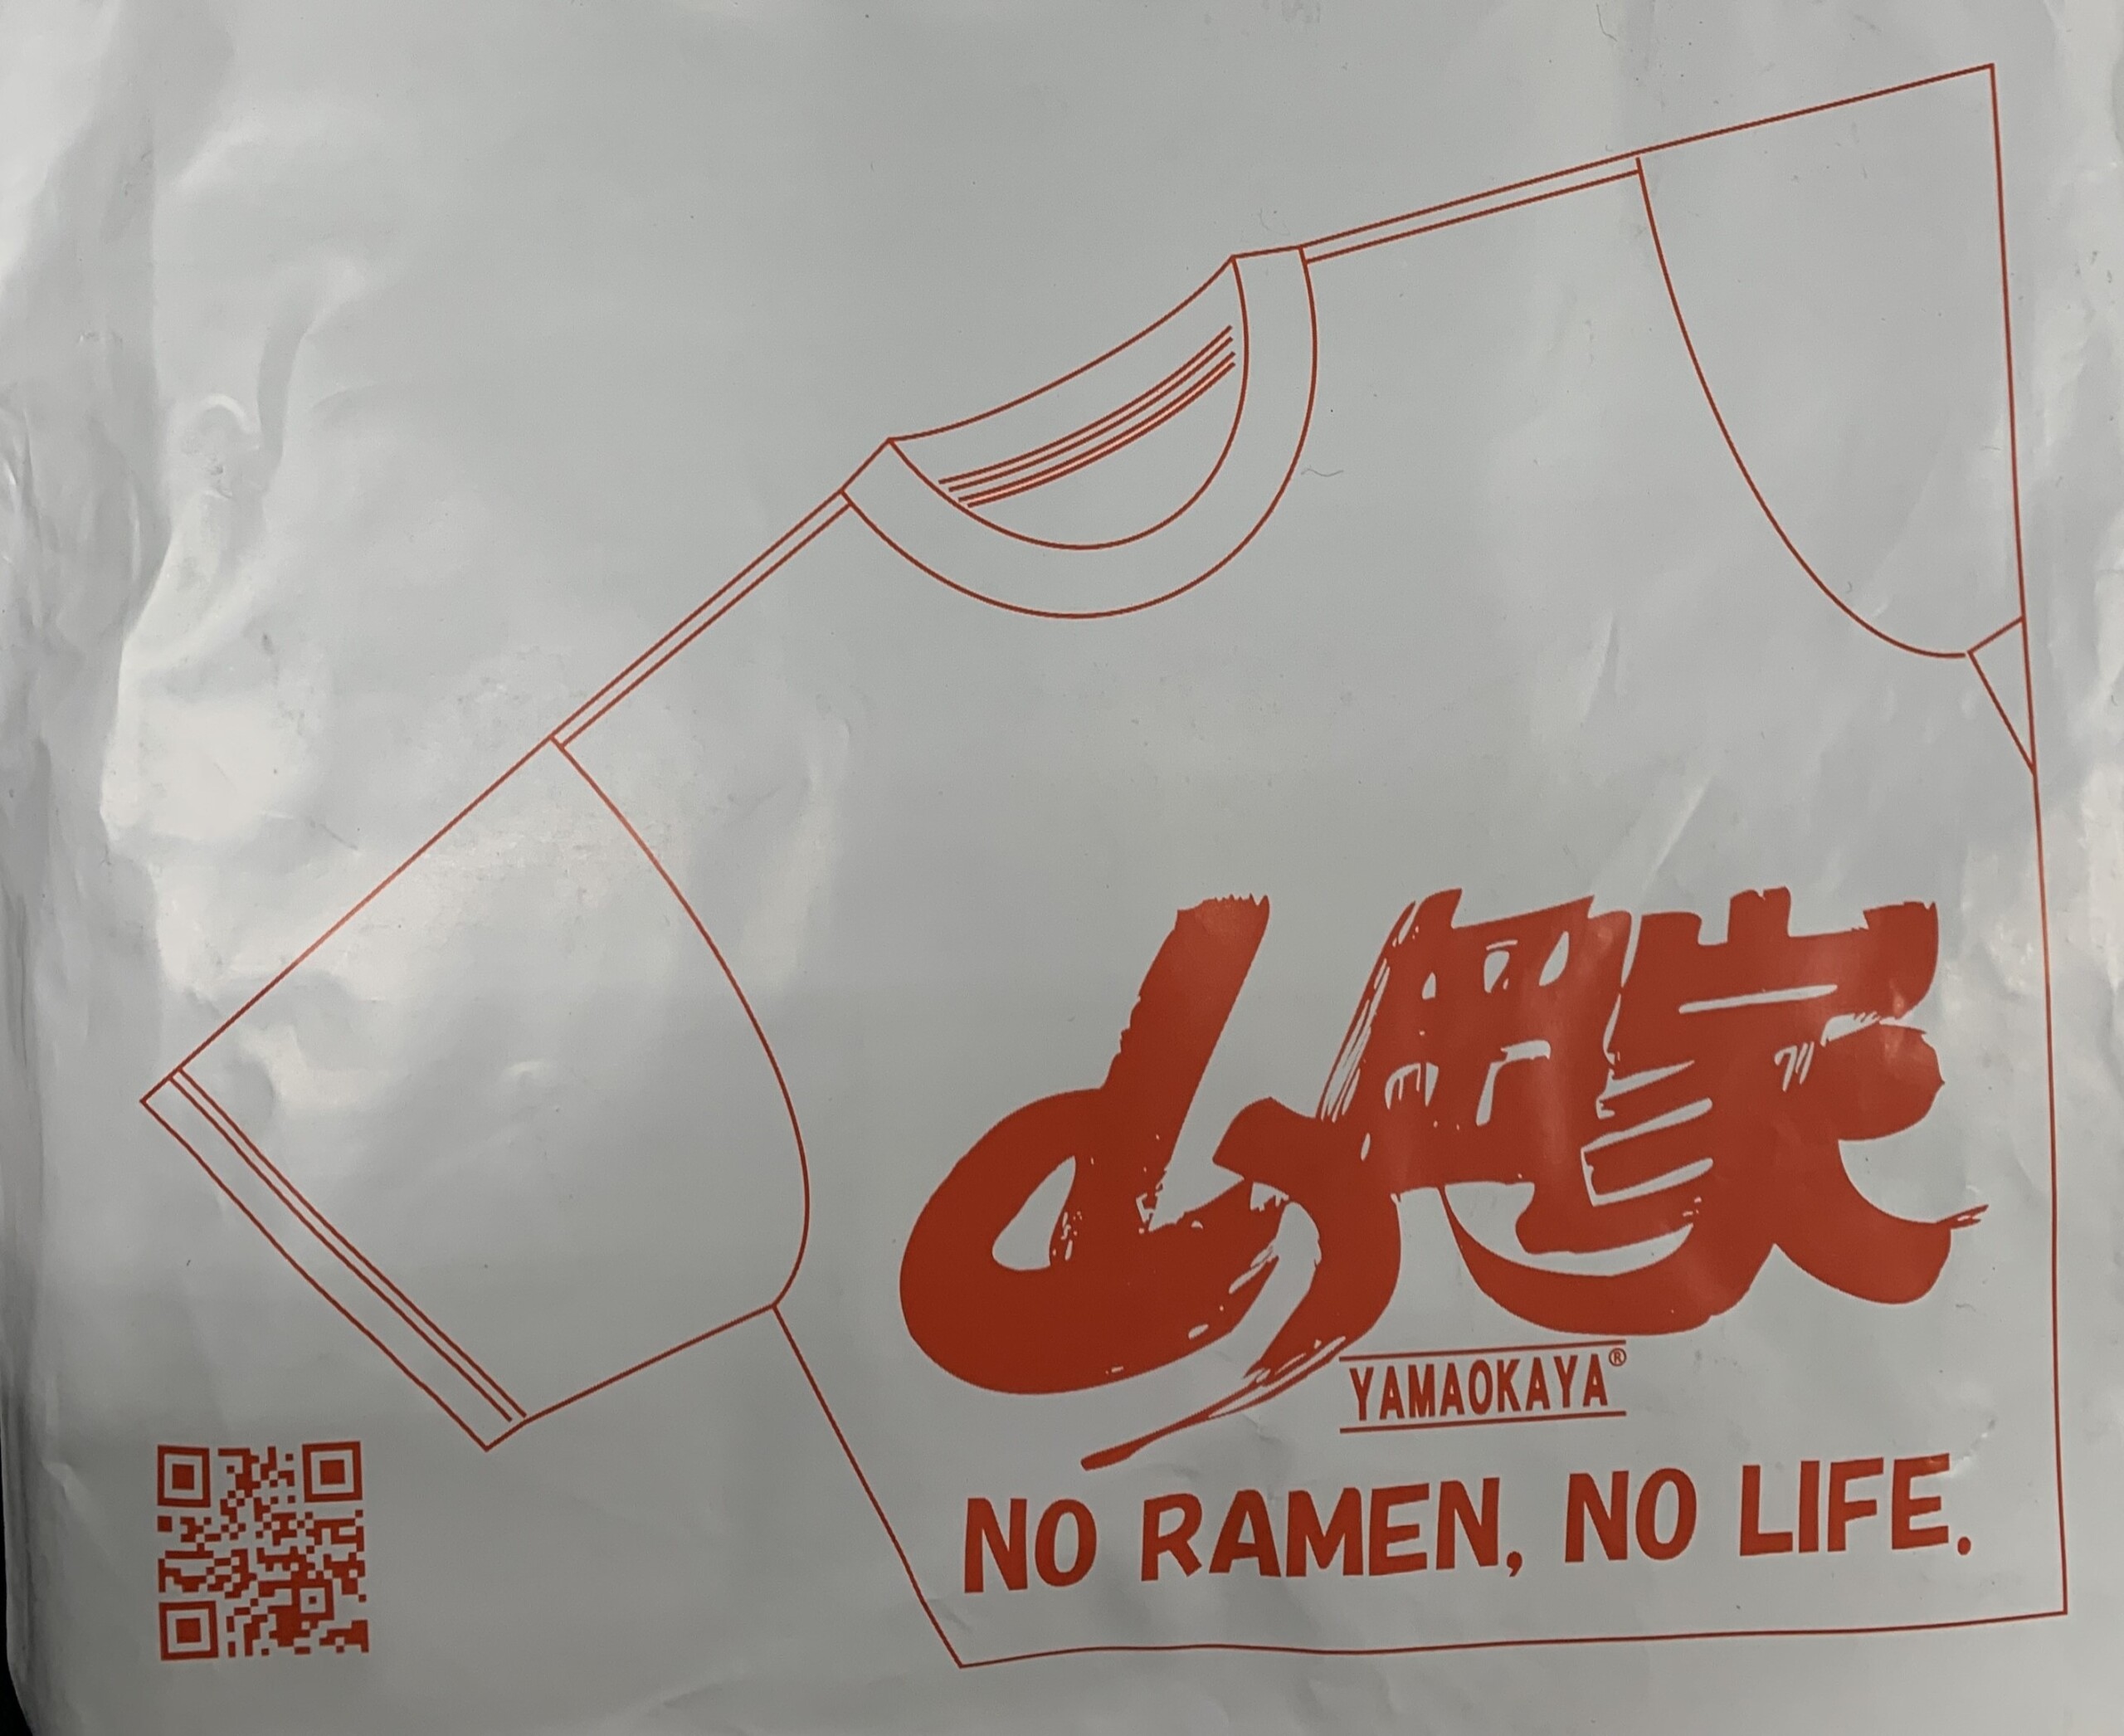 山岡家
YAMAOKAYA®
NO RAMEN, NO LIFE.